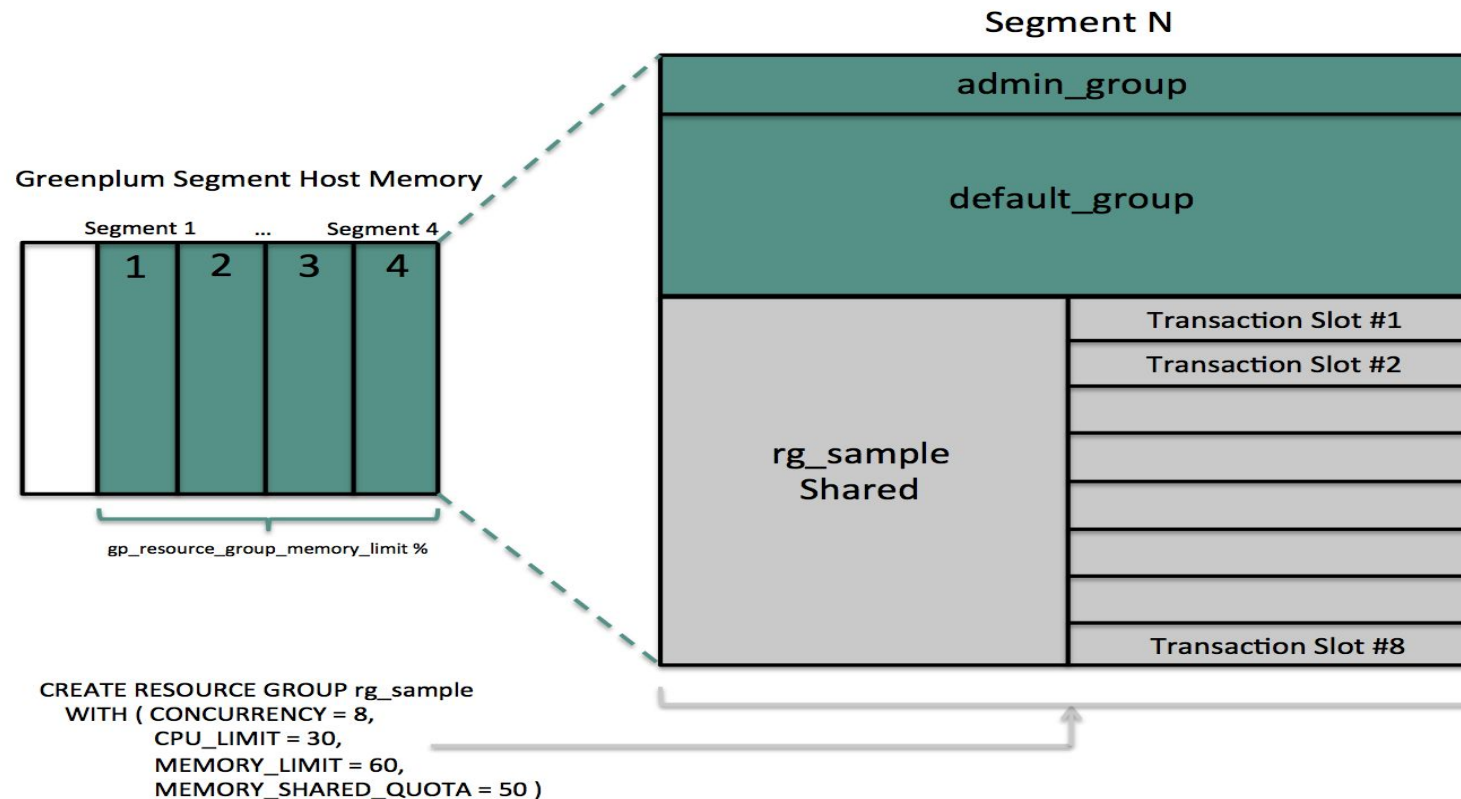 Segment N
admin_group
default_group
Greenplum Segment Host Memory
Segment 1 ... Segment 4
1 2 3 4
gp_resource_group_memory_limit %
Transaction Slot #1
Transaction Slot #2
rg_sample
Shared
Transaction Slot #8
CREATE RESOURCE GROUP rg_sample
WITH ( CONCURRENCY = 8,
CPU_LIMIT = 30,
MEMORY_LIMIT = 60,
MEMORY_SHARED_QUOTA = 50 )